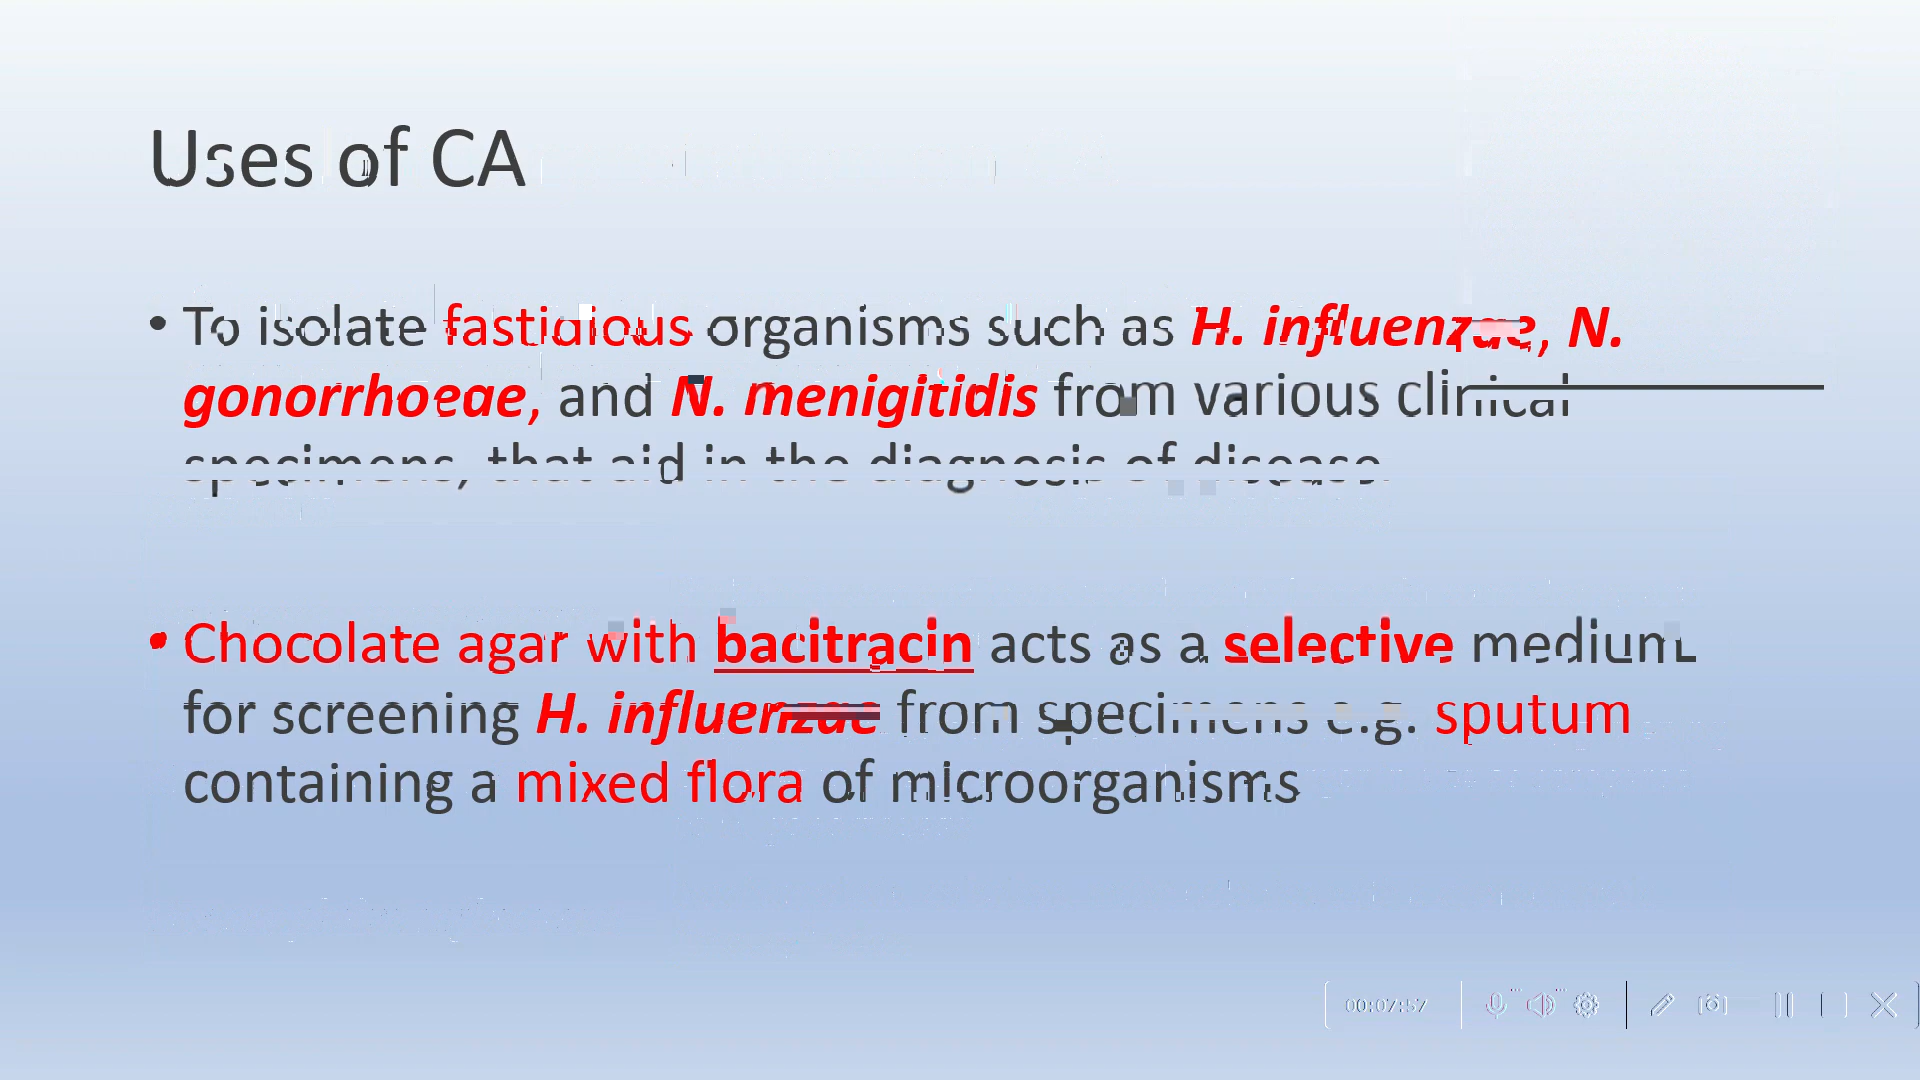 Uses of CA
• To isolate fastidious organisms such as H. influenzae, N.
gonorrhoeae, and N. menigitidis from various clinical
specimens, that aid in the diagnosis of disease.
• Chocolate agar with bacitracin acts as a selective medium
for screening H. influenzae from specimens e.g. sputum
containing a mixed flora of microorganisms
00:07:57